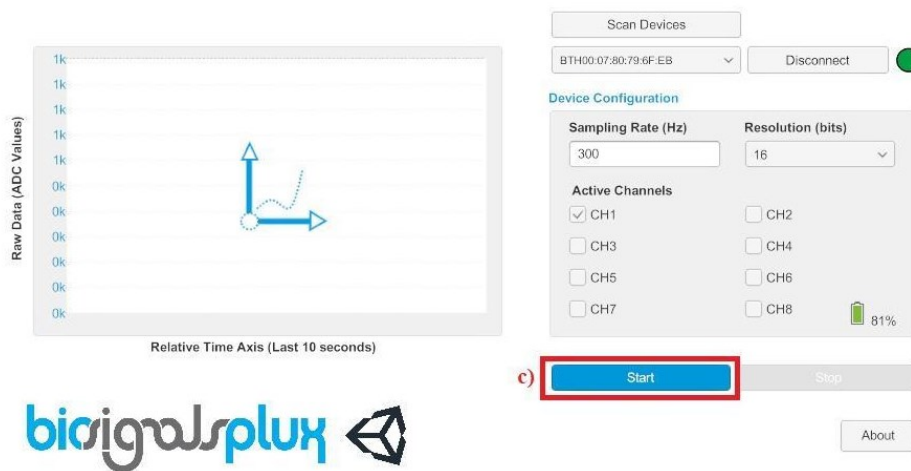 Scan Devices
BTH00:07:80:79:6F:EB
Disconnect
Device Configuration
Sampling Rate (Hz)
Resolution (bits)
300
16
Active Channels
CH1
CH2
CH3
CH4
CH5
CH6
CH7
CH8
81%
Raw Data (ADC Values)
1k
1k
1k
1k
1k
0k
0k
0k
0k
0k
0k
Relative Time Axis (Last 10 seconds)
c)
Start
Stop
biosignalsplux
About